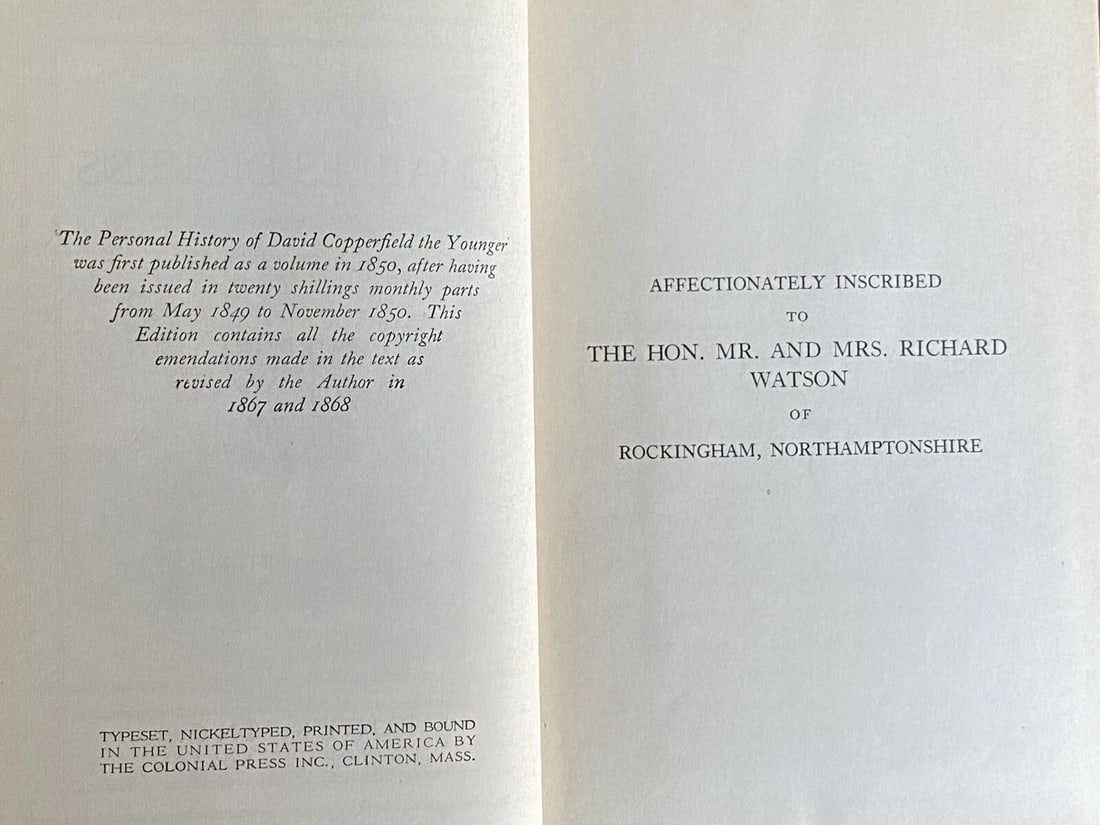 The Personal History of David Copperfield the Younger
was first published as a volume in 1850, after having
been issued in twenty shillings monthly parts
from May 1849 to November 1850. This
Edition contains all the copyright
emendations made in the text as
revised by the Author in
1867 and 1868
TYPESET, NICKELTYPED, PRINTED, AND BOUND
IN THE UNITED STATES OF AMERICA BY
THE COLONIAL PRESS INC., CLINTON, MASS.
AFFECTIONATELY INSCRIBED
TO
THE HON. MR. AND MRS. RICHARD
WATSON
OF
ROCKINGHAM, NORTHAMPTONSHIRE